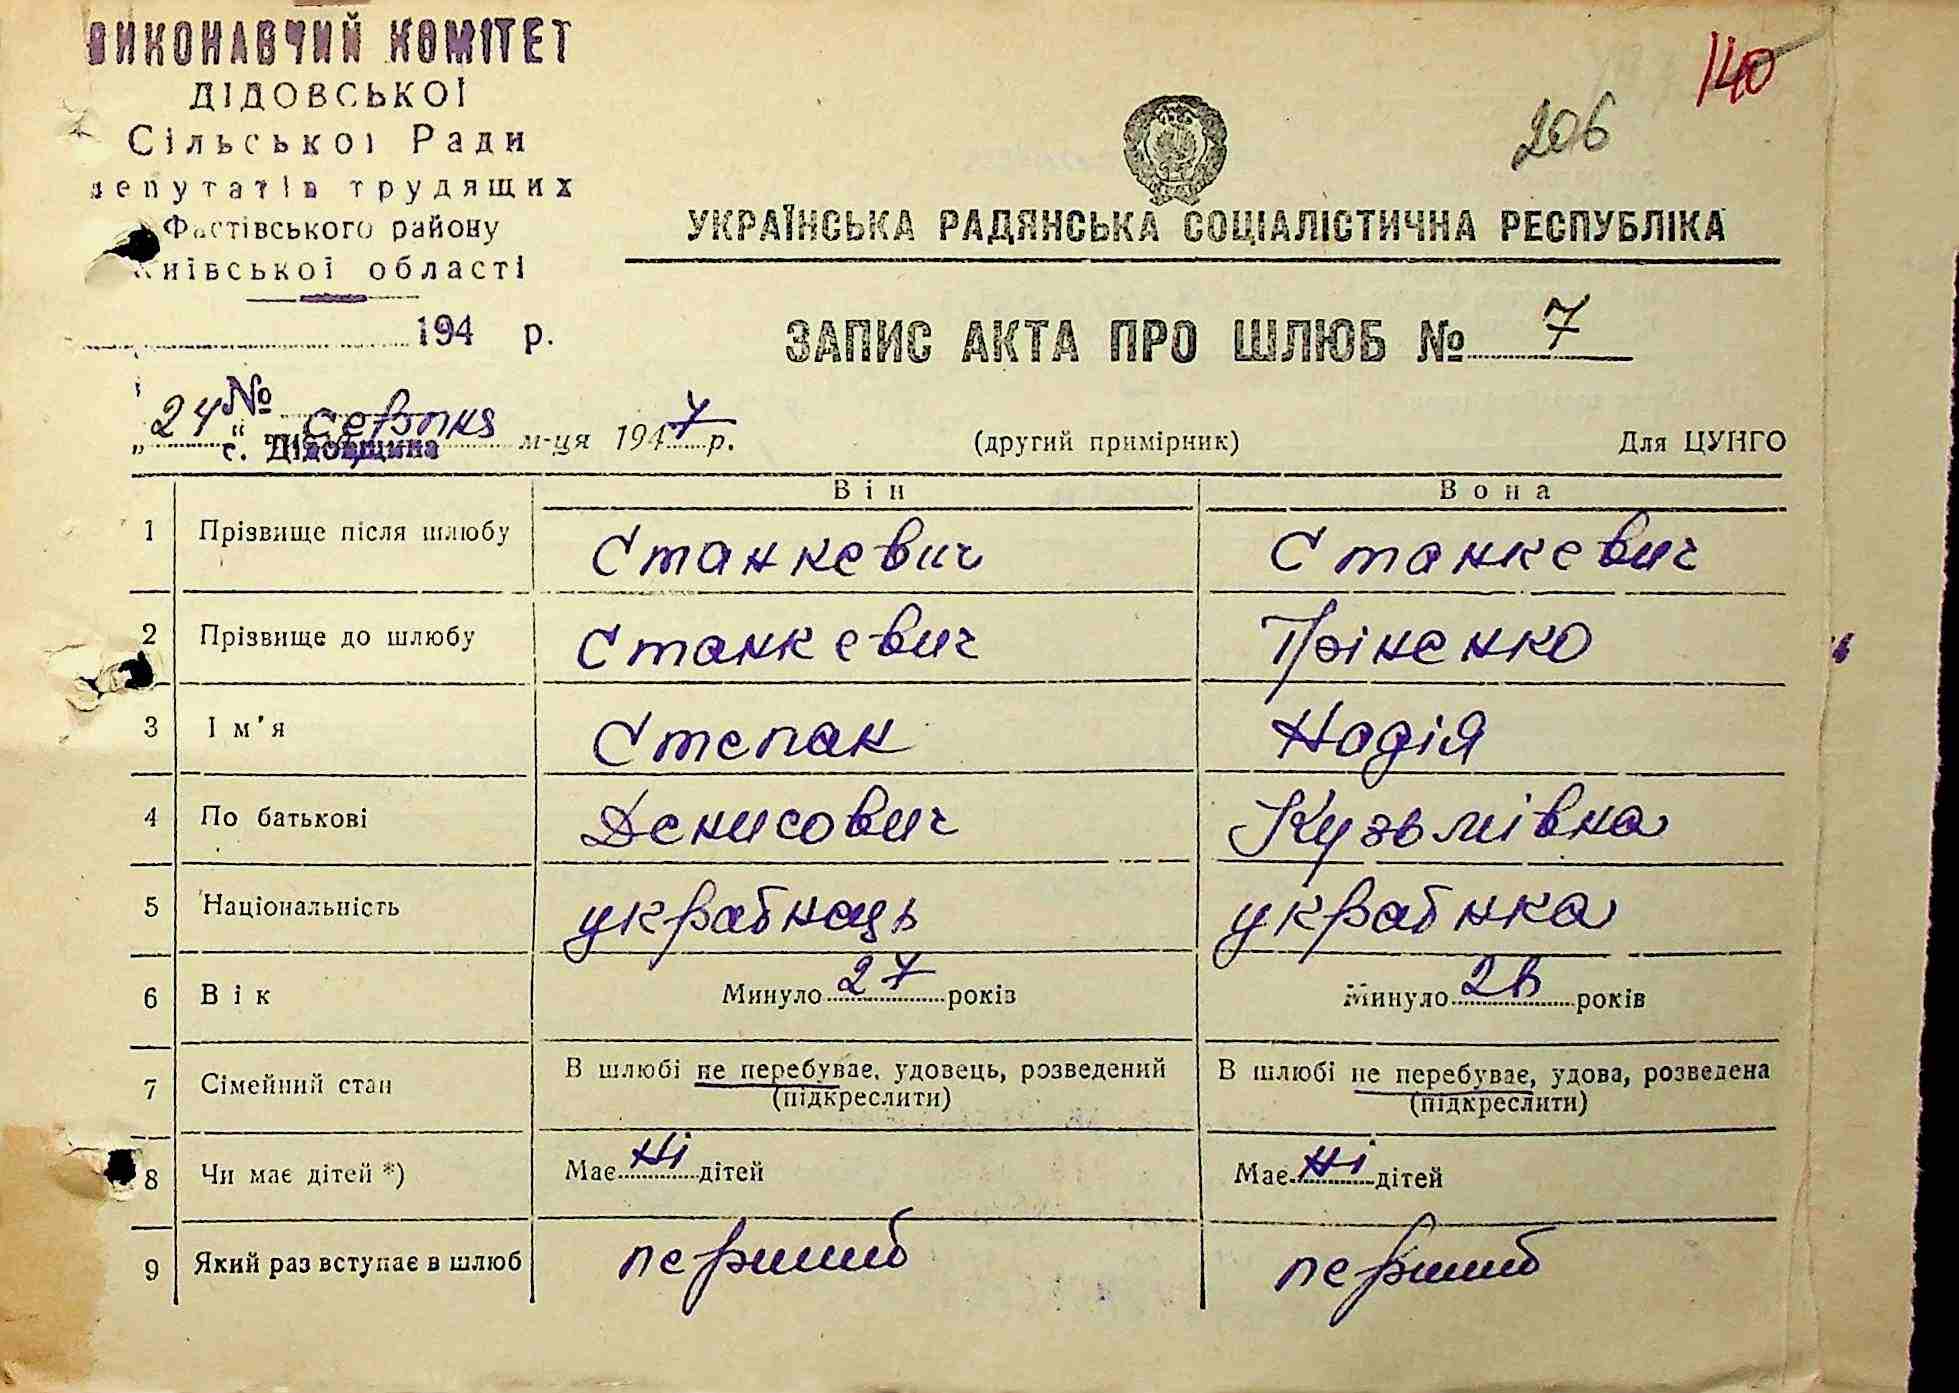 ВИКОНАВЧИЙ КОМІТЕТ
ДІДОВСЬКОЇ
Сільської Ради
депутатів трудящих
Фастівського району
Київської області
194 р.
№
с. Дідовщина
140
206
УКРАЇНСЬКА РАДЯНСЬКА СОЦІАЛІСТИЧНА РЕСПУБЛІКА
ЗАПИС АКТА ПРО ШЛЮБ № 7
„24“ серпня м-ця 1947 р. (другий примірник) Для ЦУНГО
Він Вона
1 Прізвище після шлюбу Станкевич Станкевич
2 Прізвище до шлюбу Станкевич
3 Ім'я Степан Надія
4 По батькові Денисович Кузьмівна
5 Національність українець українка
6 Вік Минуло 27 років Минуло років
7 Сімейний стан В шлюбі не перебуває, удовець, розведений В шлюбі не перебуває, удова, розведена
(підкреслити) (підкреслити)
8 Чи має дітей *) Має ні дітей Має ні дітей
9 Який раз вступає в шлюб перший перший